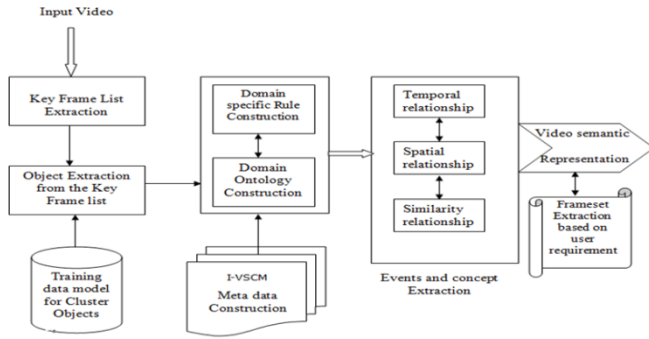 Input Video
Key Frame List
Extraction
Object Extraction
from the Key
Frame list
Training
data model
for Cluster
Objects
Domain
specific Rule
Construction
Domain
Ontology
Construction
I-VSCM
Meta data
Construction
Temporal
relationship
Spatial
relationship
Similarity
relationship
Events and concept
Extraction
Video semantic
Representation
Frameset
Extraction
based on
user
requirement